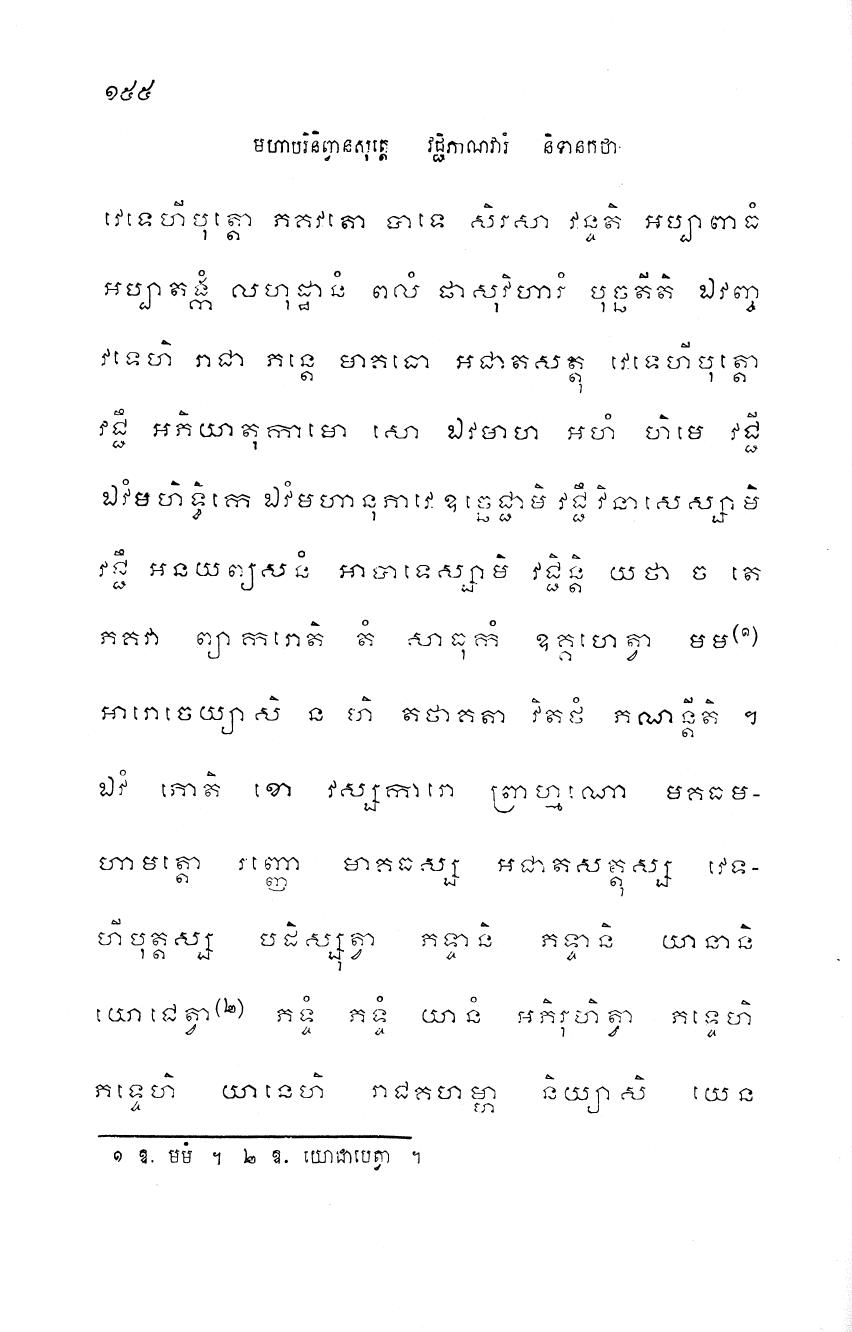 ១៥៥
មហាបរិនិព្វានសុត្តេ វជ្ជិភាណវារំ និទានកថា
វេទេហីបុត្តោ ភគវតោ បាទេ សិរសា វន្ទតិ អប្បាពាធំ
អប្បាតង្កំ លហុដ្ឋានំ ពលំ ផាសុវិហារំ បុច្ឆតីតិ ឯវញ្ច
វទេហិ រាជា ភន្តេ មាគធោ អជាតសត្តុ វេទេហីបុត្តោ
វជ្ជី អភិយាតុកាមោ សោ ឯវមាហ អហំ ហិមេ វជ្ជី
ឯវំមហិទ្ធិកេ ឯវំមហានុភាវេ ឧច្ឆេជ្ជាមិ វជ្ជឹ វិនាសេស្សាមិ
វជ្ជី អនយព្យសនំ អាបាទេស្សាមិ វជ្ជិន្តិ យថា ច តេ
ភគវា ព្យាករោតិ តំ សាធុកំ ឧគ្គហេត្វា មម(១)
អារោចេយ្យាសិ ន ហិ តថាគតា វិតថំ ភណន្តីតិ ។
ឯវំ ភោតិ ខោ វស្សការោ ព្រាហ្មណោ មគធម-
ហាមត្តោ រញ្ញោ មាគធស្ស អជាតសត្តុស្ស វេទេ-
ហីបុត្តស្ស បដិស្សុត្វា ភទ្ទានិ ភទ្ទានិ យានានិ
យោជេត្វា(២) ភទ្ទំ ភទ្ទំ យានំ អភិរុហិត្វា ភទ្ទេហិ
ភទ្ទេហិ យានេហិ រាជគហម្ហា និយ្យាសិ យេន
១ ឱ. មមំ ។ ២ ឱ. យោជាបេត្វា ។